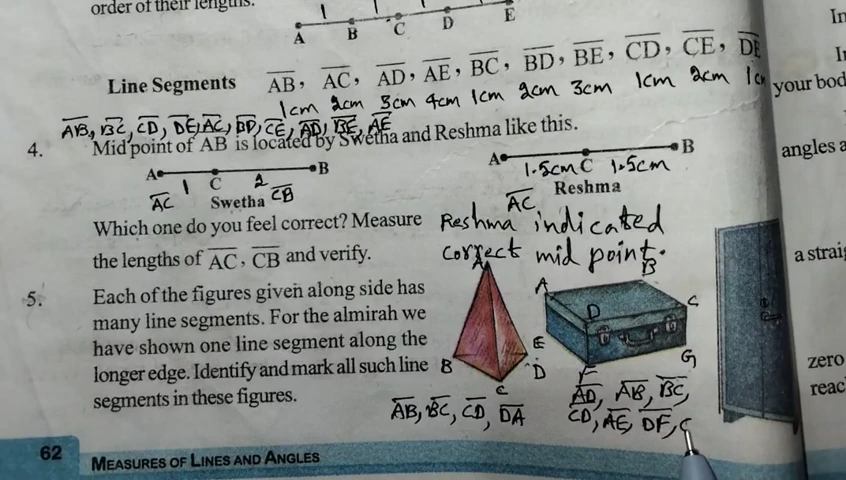 order of their lengths.
1
A B C D E
Line Segments AB, AC, AD, AE, BC, BD, BE, CD, CE, DE
1cm 2cm 3cm 4cm 1cm 2cm 3cm 1cm 2cm 1cm
AB, BC, CD, DE, AC, BD, CE, AD, BE, AE
4. Mid point of AB is located by Swetha and Reshma like this.
A 1 C 2 B
AC Swetha CB
A 1.5cm C 1.5cm B
AC Reshma
Which one do you feel correct? Measure
the lengths of AC, CB and verify.
Reshma indicated
correct mid point.
5. Each of the figures given along side has
many line segments. For the almirah we
have shown one line segment along the
longer edge. Identify and mark all such line
segments in these figures.
A
B C D
A B
D C
E
F G
AB, BC, CD, DA
AD, AB, BC,
CD, AE, DF, C
62 MEASURES OF LINES AND ANGLES
In
your bod
angles a
a straig
zero
reac